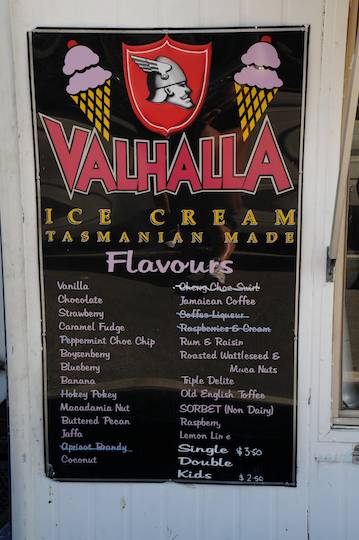 VALHALLA
ICE CREAM
TASMANIAN MADE
Flavours
Vanilla
Chocolate
Strawberry
Caramel Fudge
Peppermint Choc Chip
Boysenberry
Blueberry
Banana
Hokey Pokey
Macadamia Nut
Buttered Pecan
Jaffa
Apricot Brandy
Coconut
Cherry Choc Swirl
Jamaican Coffee
Coffee Liqueur
Raspberries & Cream
Rum & Raisin
Roasted Wattleseed &
Maca Nuts
Triple Delite
Old English Toffee
SORBET (Non Dairy)
Raspberry
Lemon Lime
Single $3.50
Double
Kids $2.50